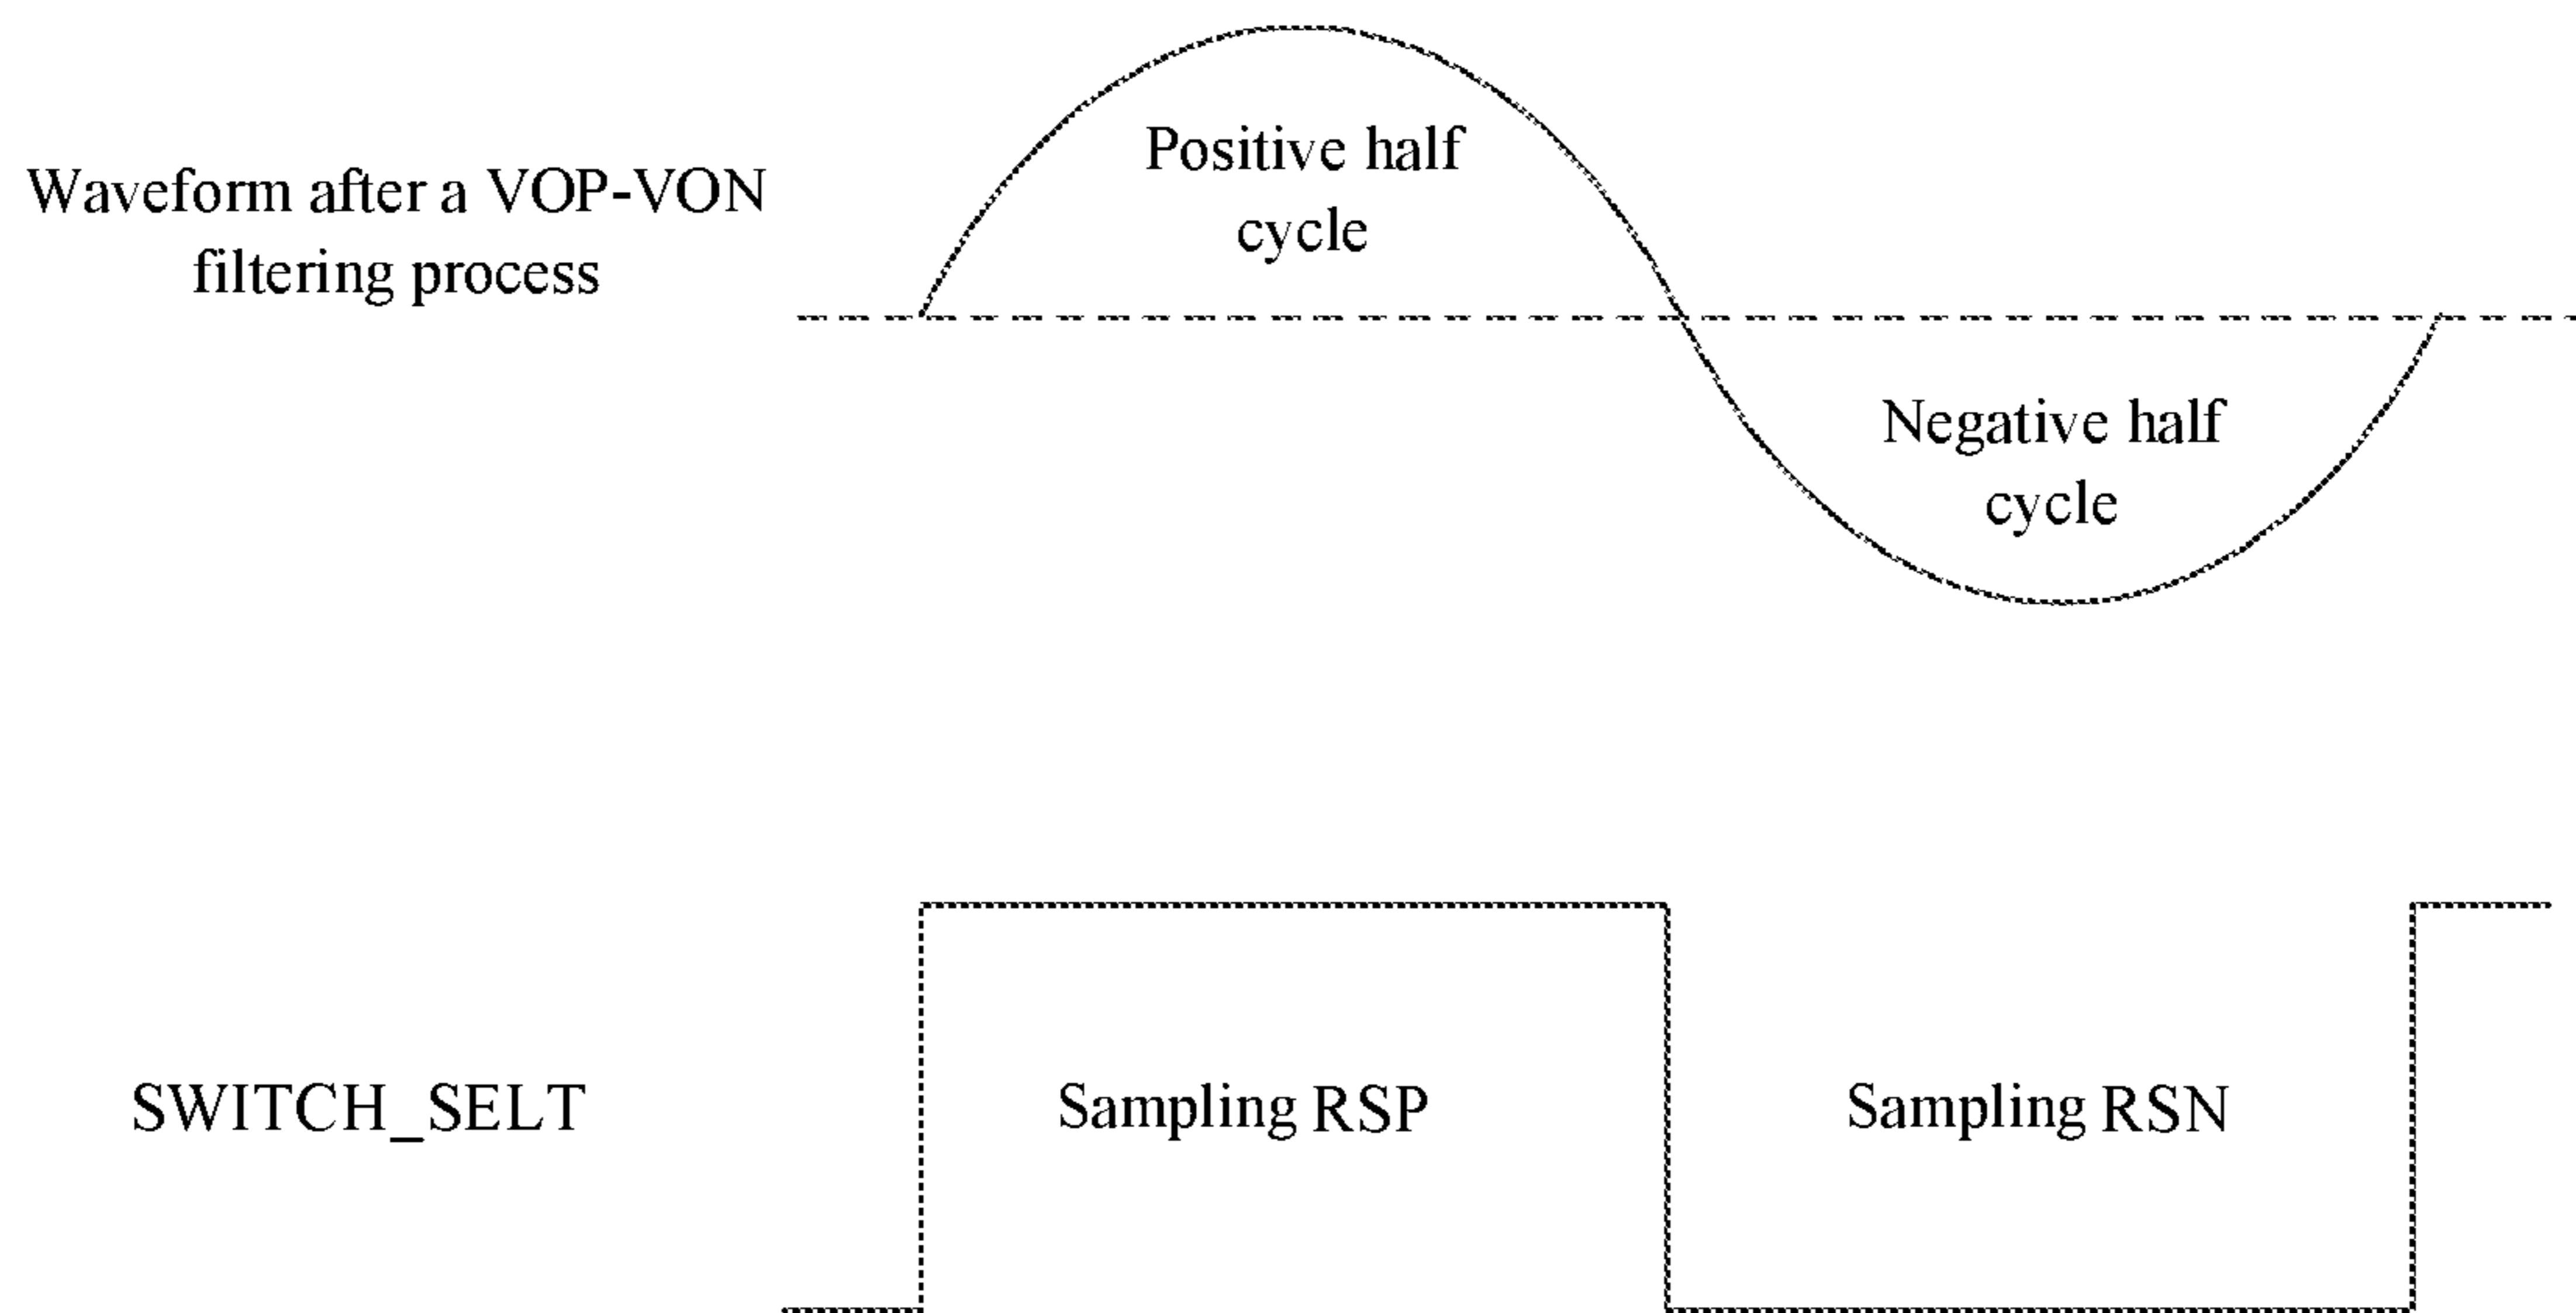 Waveform after a VOP-VON
filtering process
Positive half
cycle
Negative half
cycle
SWITCH_SELT
Sampling RSP
Sampling RSN